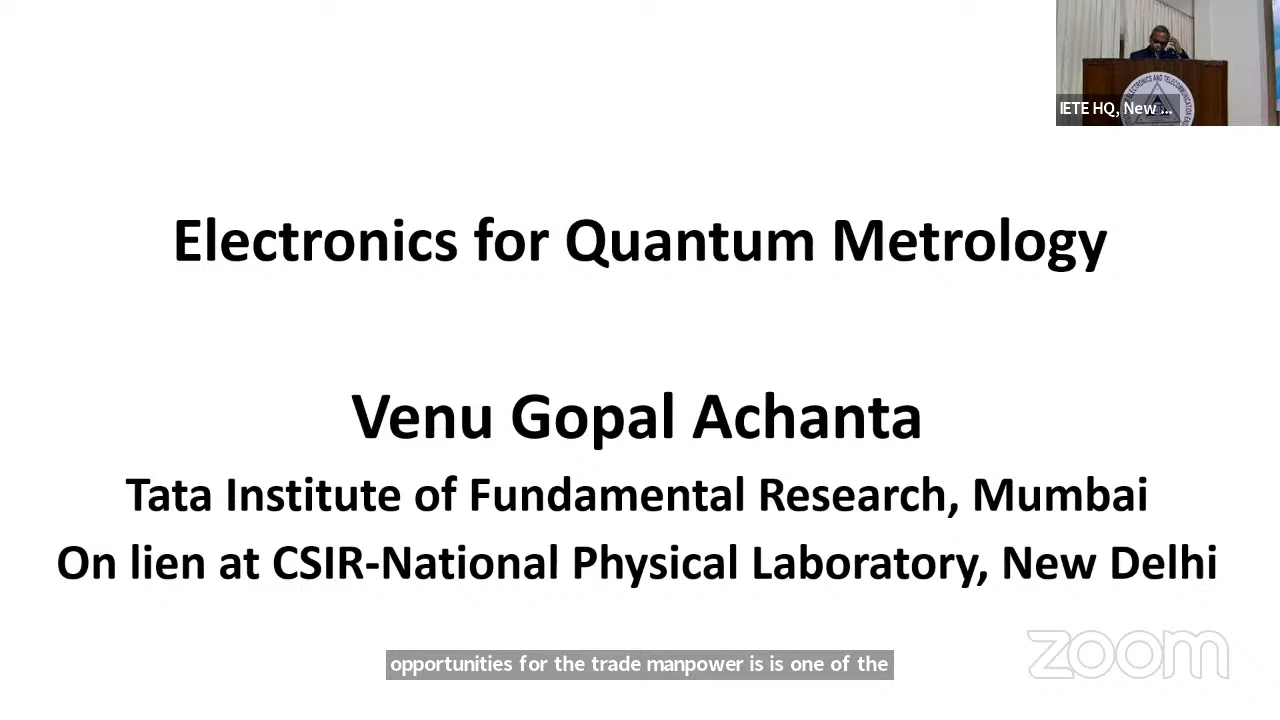 IETE HQ, New ...
Electronics for Quantum Metrology
Venu Gopal Achanta
Tata Institute of Fundamental Research, Mumbai
On lien at CSIR-National Physical Laboratory, New Delhi
opportunities for the trade manpower is is one of the
zoom